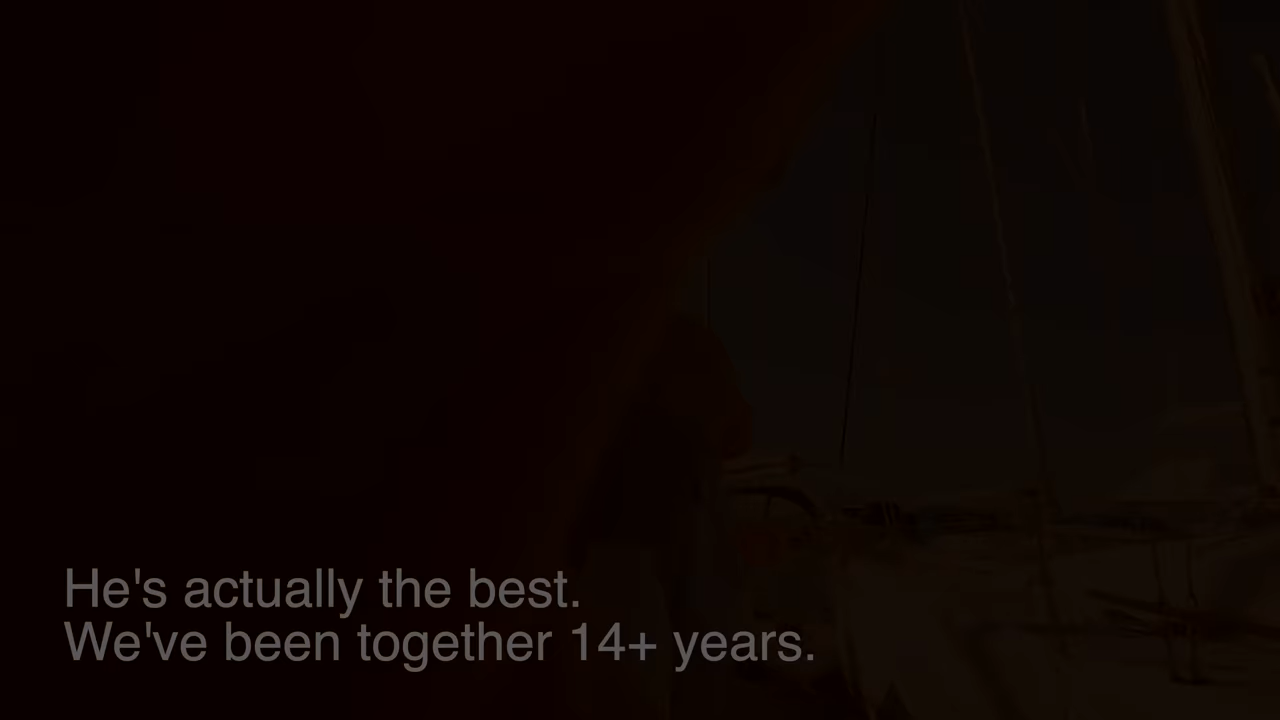 He's actually the best.
We've been together 14+ years.